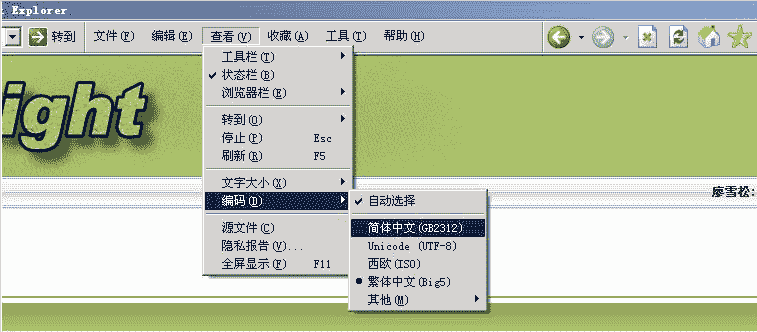 Explorer
转到 文件(F) 编辑(E) 查看(V) 收藏(A) 工具(T) 帮助(H)
ight
工具栏(T)
状态栏(B)
浏览器栏(E)
转到(O)
停止(P) Esc
刷新(R) F5
文字大小(X)
编码(D)
源文件(C)
隐私报告(V)...
全屏显示(F) F11
自动选择
简体中文(GB2312)
Unicode (UTF-8)
西欧(ISO)
繁体中文(Big5)
其他(M)
廖雪松: